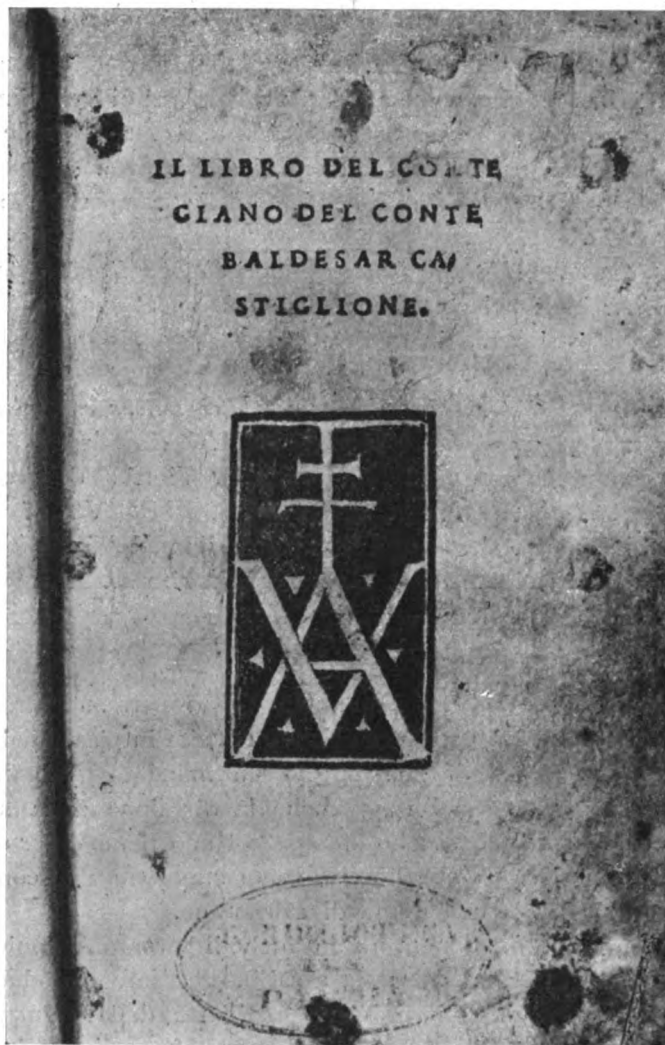 IL LIBRO DEL CORTE
GIANO DEL CONTE
BALDESAR CA/
STIGLIONE.